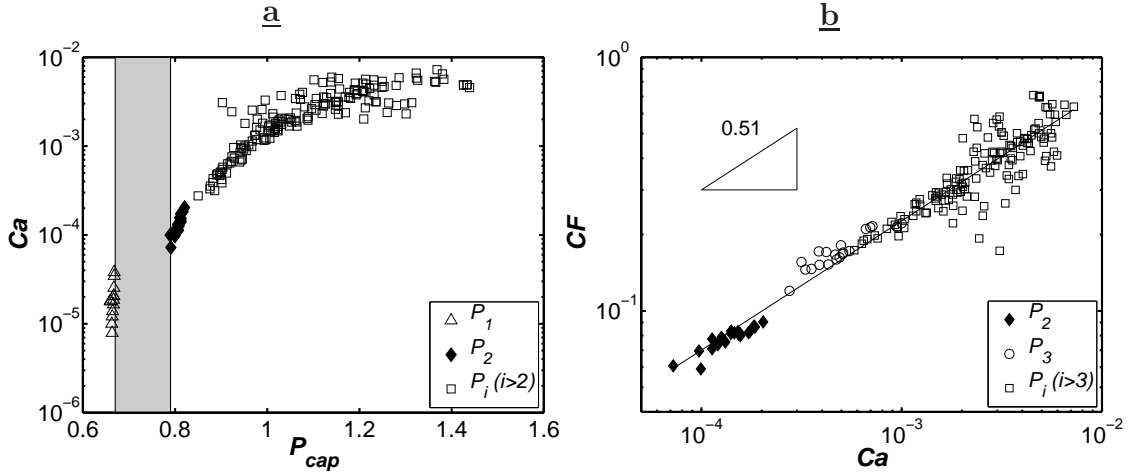 a
10^{-2}
10^{-3}
10^{-4}
10^{-5}
10^{-6}
Ca
0.6 0.8 1 1.2 1.4 1.6
P_{cap}
P_1
P_2
P_i (i>2)
b
10^0
10^{-1}
CF
0.51
10^{-4} 10^{-3} 10^{-2}
Ca
P_2
P_3
P_i (i>3)